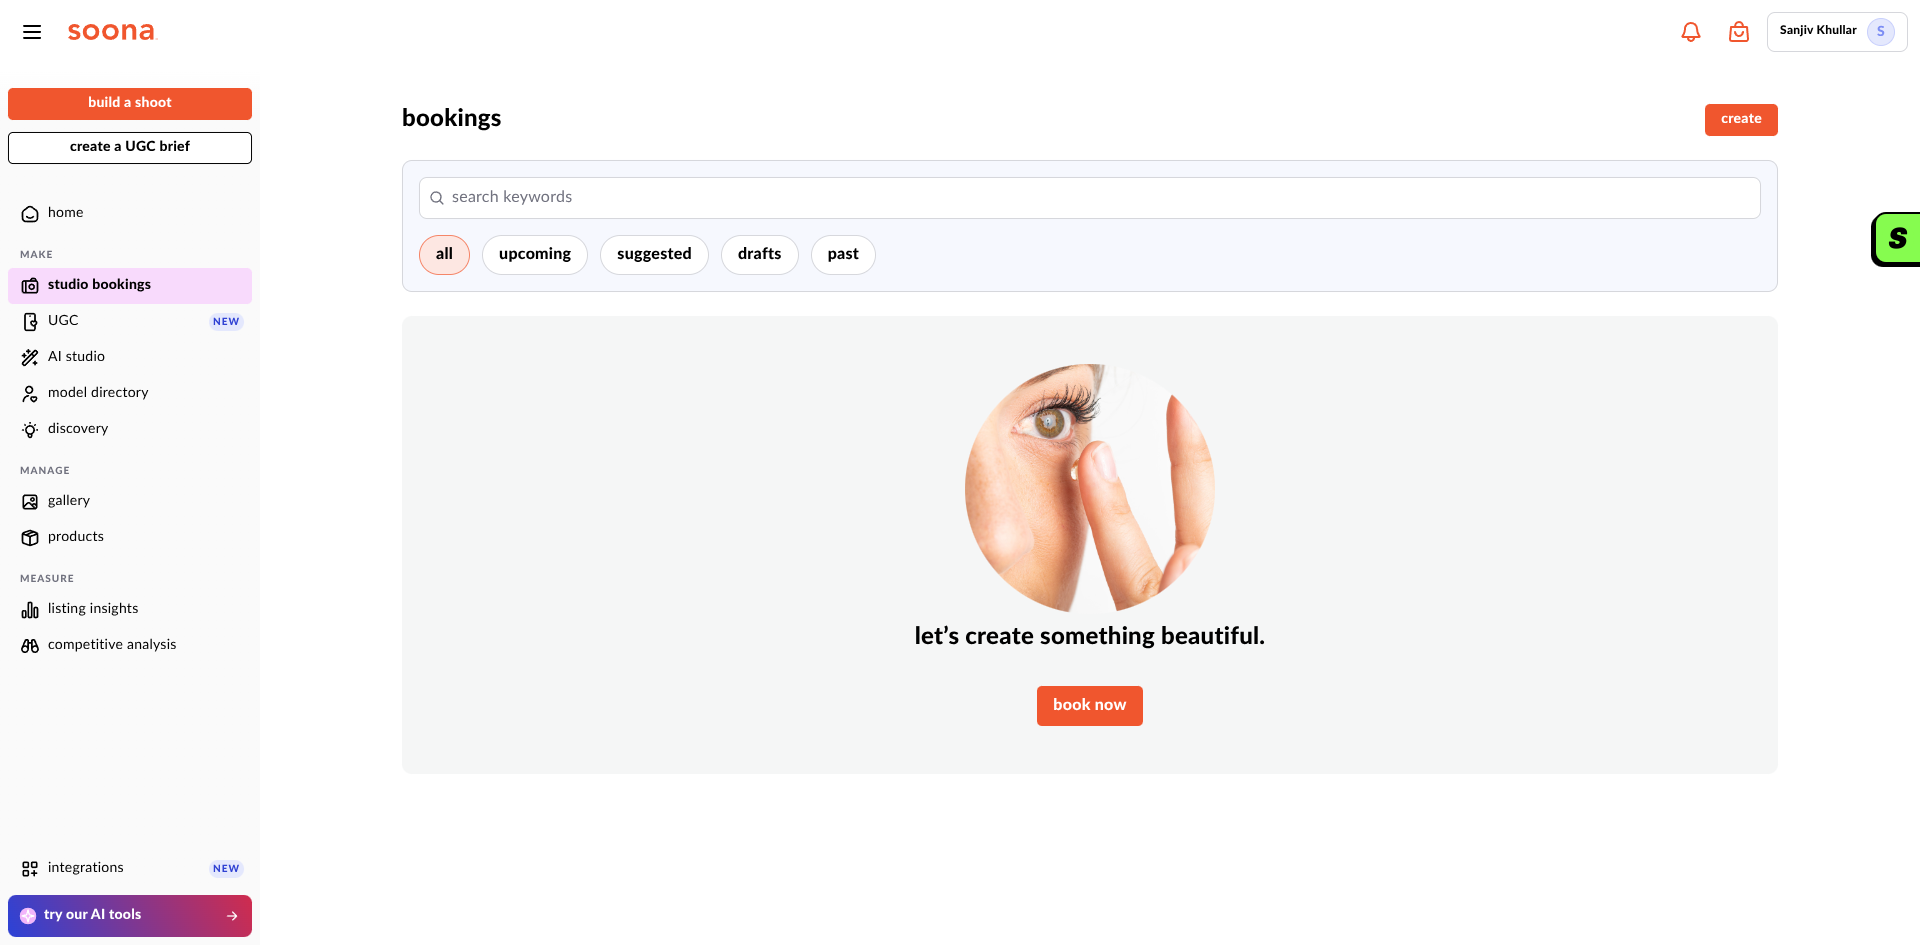 soona
Sanjiv Khullar
S
build a shoot
create a UGC brief
home
MAKE
studio bookings
UGC
NEW
AI studio
model directory
discovery
MANAGE
gallery
products
MEASURE
listing insights
competitive analysis
integrations
NEW
try our AI tools
bookings
create
search keywords
all
upcoming
suggested
drafts
past
let’s create something beautiful.
book now
S